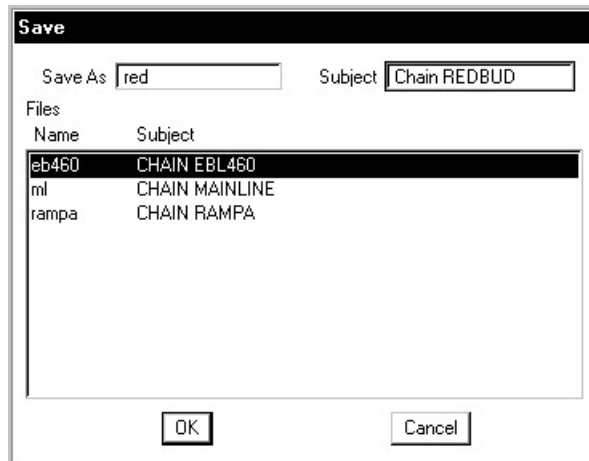 Save
Save As red Subject Chain REDBUD
Files
Name Subject
eb460 CHAIN EBL460
ml CHAIN MAINLINE
rampa CHAIN RAMPA
OK Cancel